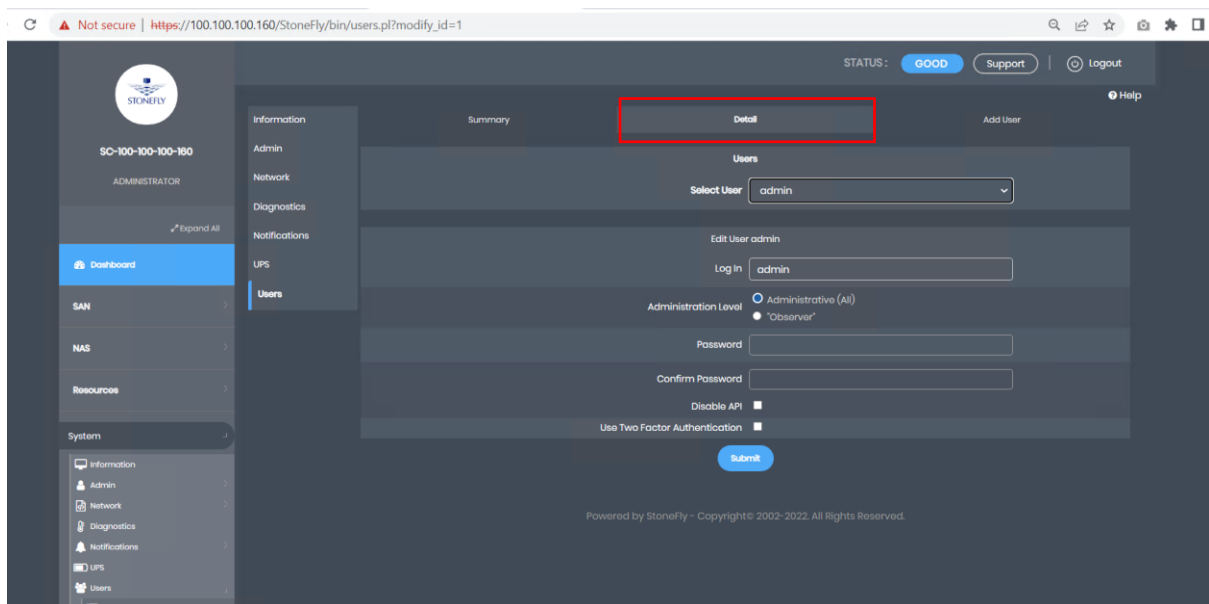 Not secure | https://100.100.100.160/StoneFly/bin/users.pl?modify_id=1
STATUS : GOOD Support | Logout
Help
STONEFLY
SC-100-100-100-160
ADMINISTRATOR
Expand All
Dashboard
SAN
NAS
Resources
System
Information
Admin
Network
Diagnostics
Notifications
UPS
Users
Information
Admin
Network
Diagnostics
Notifications
UPS
Users
Summary Detail Add User
Users
Select User admin
Edit User admin
Log In admin
Administration Level Administrative (All)
"Observer"
Password
Confirm Password
Disable API
Use Two Factor Authentication
Submit
Powered by StoneFly - Copyright© 2002-2022. All Rights Reserved.